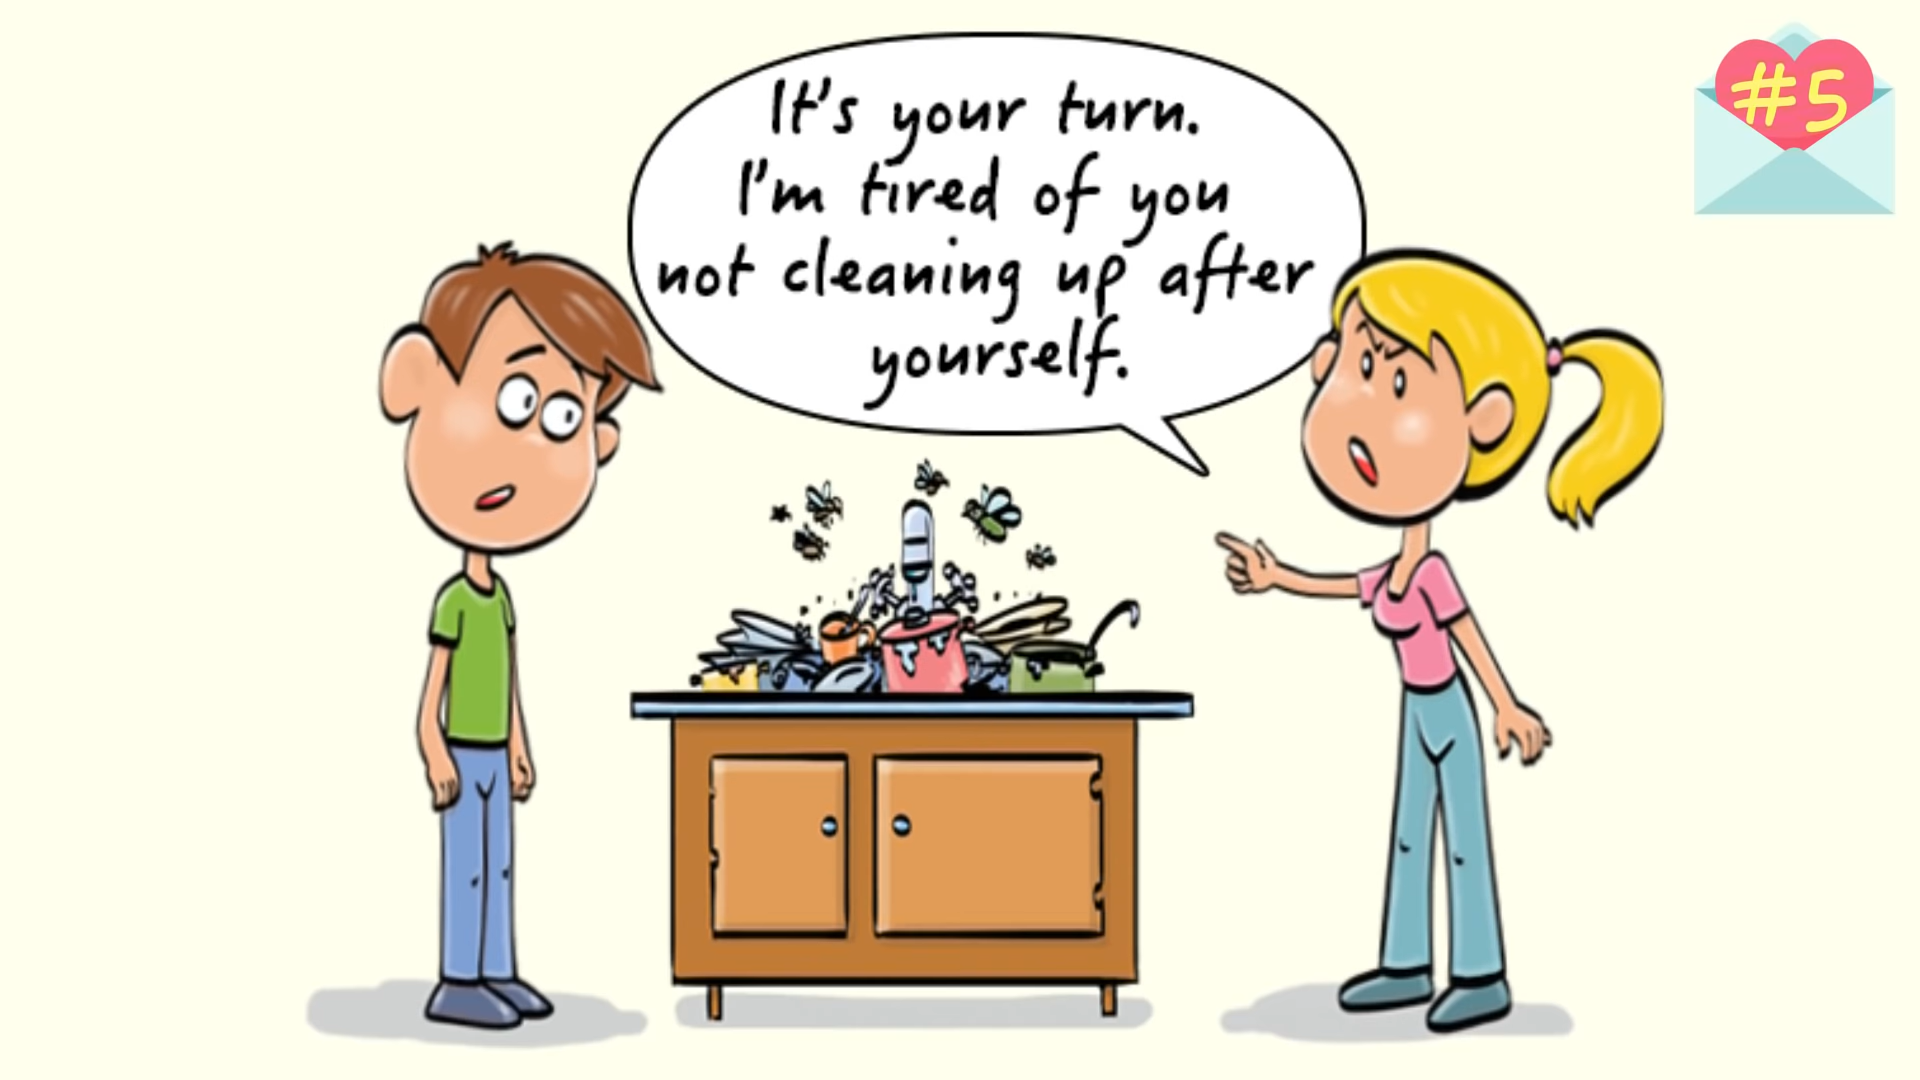 It's your turn.
I'm tired of you
not cleaning up after
yourself.
#5